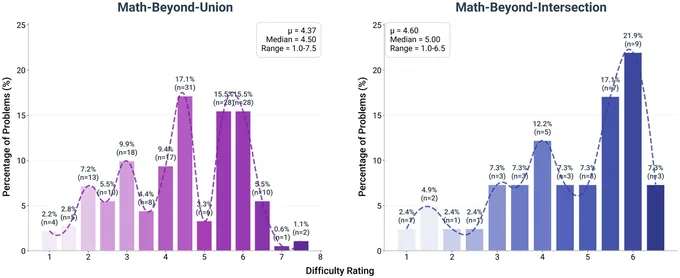 Math-Beyond-Union
Math-Beyond-Intersection
Percentage of Problems (%)
25
20
15
10
5
0
μ = 4.37
Median = 4.50
Range = 1.0-7.5
2.2%
(n=4)
2.8%
(n=5)
7.2%
(n=13)
5.5%
(n=10)
9.9%
(n=18)
4.4%
(n=8)
9.4%
(n=17)
17.1%
(n=31)
3.3%
(n=6)
15.5%
(n=28)
15.5%
(n=28)
5.5%
(n=10)
0.6%
(n=1)
1.1%
(n=2)
1 2 3 4 5 6 7 8
Percentage of Problems (%)
25
20
15
10
5
0
μ = 4.60
Median = 5.00
Range = 1.0-6.5
2.4%
(n=1)
4.9%
(n=2)
2.4%
(n=1)
2.4%
(n=1)
7.3%
(n=3)
7.3%
(n=3)
12.2%
(n=5)
7.3%
(n=3)
7.3%
(n=3)
17.1%
(n=7)
21.9%
(n=9)
7.3%
(n=3)
1 2 3 4 5 6
Difficulty Rating